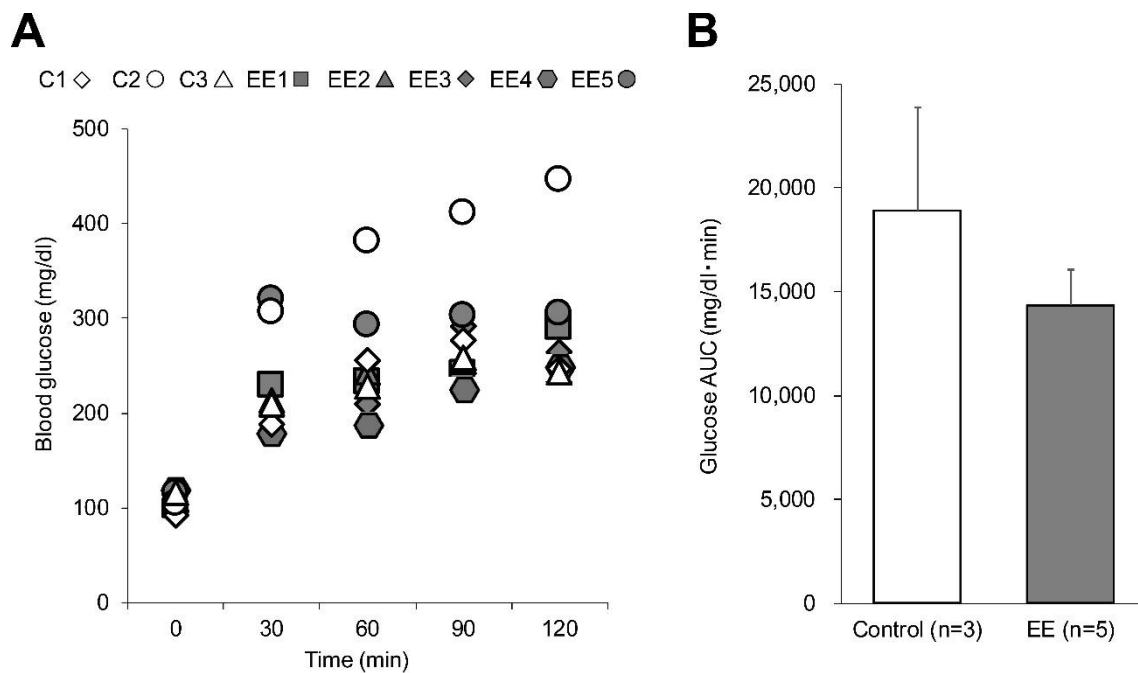 A
C1 C2 C3 EE1 EE2 EE3 EE4 EE5
500
400
300
200
100
0
Blood glucose (mg/dl)
0 30 60 90 120
Time (min)
B
25,000
20,000
15,000
10,000
5,000
0
Glucose AUC (mg/dl·min)
Control (n=3) EE (n=5)